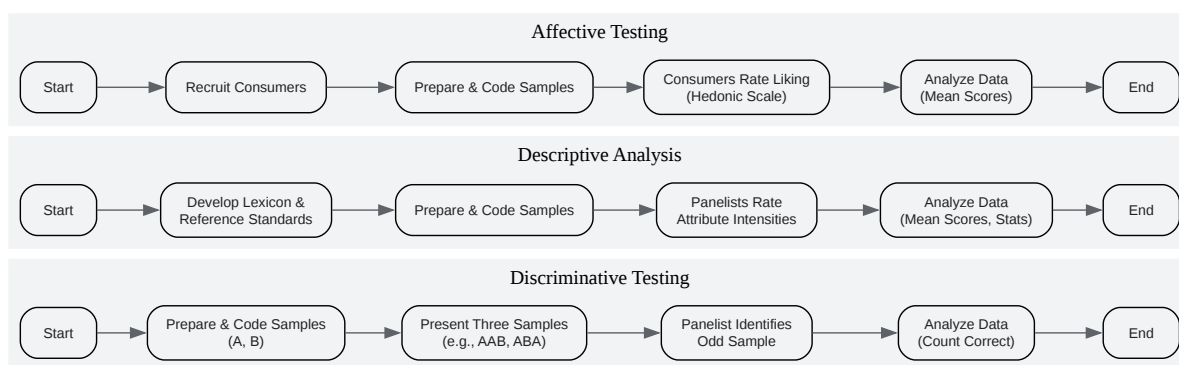 Affective Testing
Start
Recruit Consumers
Prepare & Code Samples
Consumers Rate Liking
(Hedonic Scale)
Analyze Data
(Mean Scores)
End
Descriptive Analysis
Start
Develop Lexicon &
Reference Standards
Prepare & Code Samples
Panelists Rate
Attribute Intensities
Analyze Data
(Mean Scores, Stats)
End
Discriminative Testing
Start
Prepare & Code Samples
(A, B)
Present Three Samples
(e.g., AAB, ABA)
Panelist Identifies
Odd Sample
Analyze Data
(Count Correct)
End